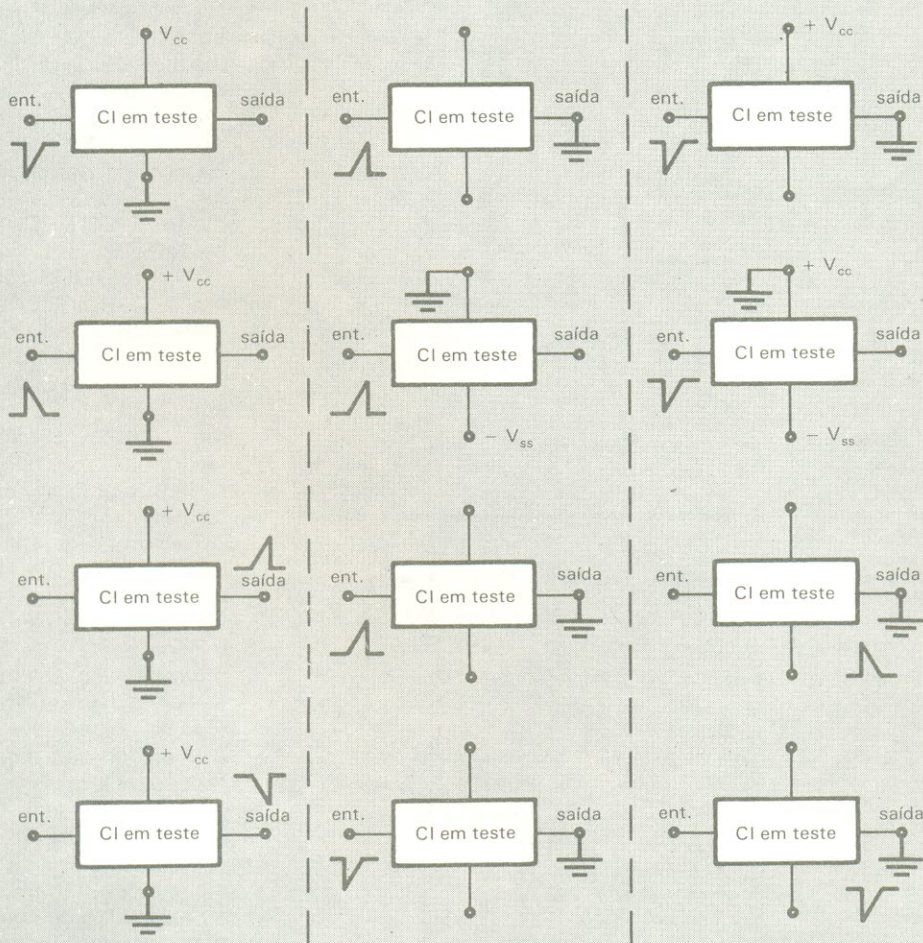 V_cc
ent.
CI em teste
saída
ent.
CI em teste
saída
+ V_cc
ent.
CI em teste
saída
+ V_cc
ent.
CI em teste
saída
ent.
CI em teste
saída
- V_ss
+ V_cc
ent.
CI em teste
saída
- V_ss
+ V_cc
ent.
CI em teste
saída
ent.
CI em teste
saída
ent.
CI em teste
saída
+ V_cc
ent.
CI em teste
saída
ent.
CI em teste
saída
ent.
CI em teste
saída